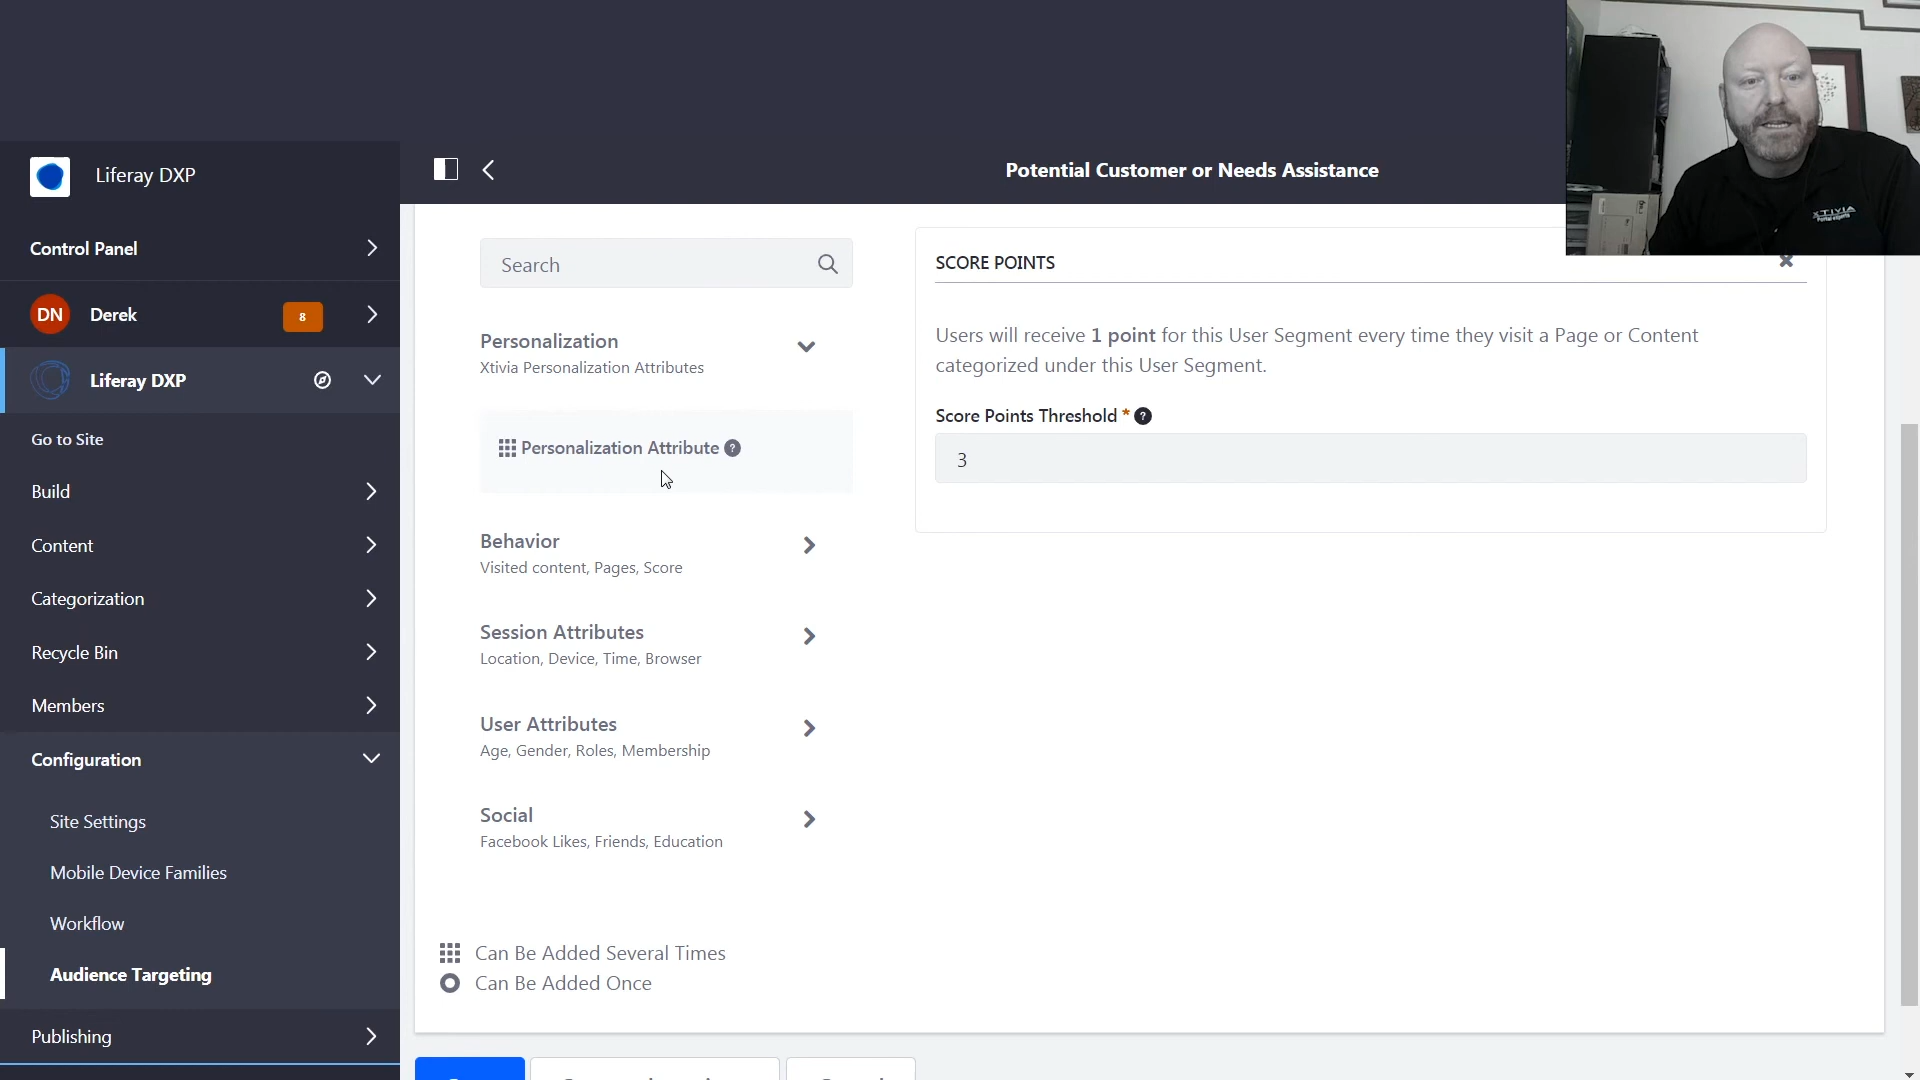 Liferay DXP
Potential Customer or Needs Assistance
XTIVIA
Control Panel
DN Derek 8
Liferay DXP
Go to Site
Build
Content
Categorization
Recycle Bin
Members
Configuration
Site Settings
Mobile Device Families
Workflow
Audience Targeting
Publishing
Search
Personalization
Xtivia Personalization Attributes
Personalization Attribute ?
Behavior
Visited content, Pages, Score
Session Attributes
Location, Device, Time, Browser
User Attributes
Age, Gender, Roles, Membership
Social
Facebook Likes, Friends, Education
Can Be Added Several Times
Can Be Added Once
SCORE POINTS
Users will receive 1 point for this User Segment every time they visit a Page or Content
categorized under this User Segment.
Score Points Threshold * ?
3